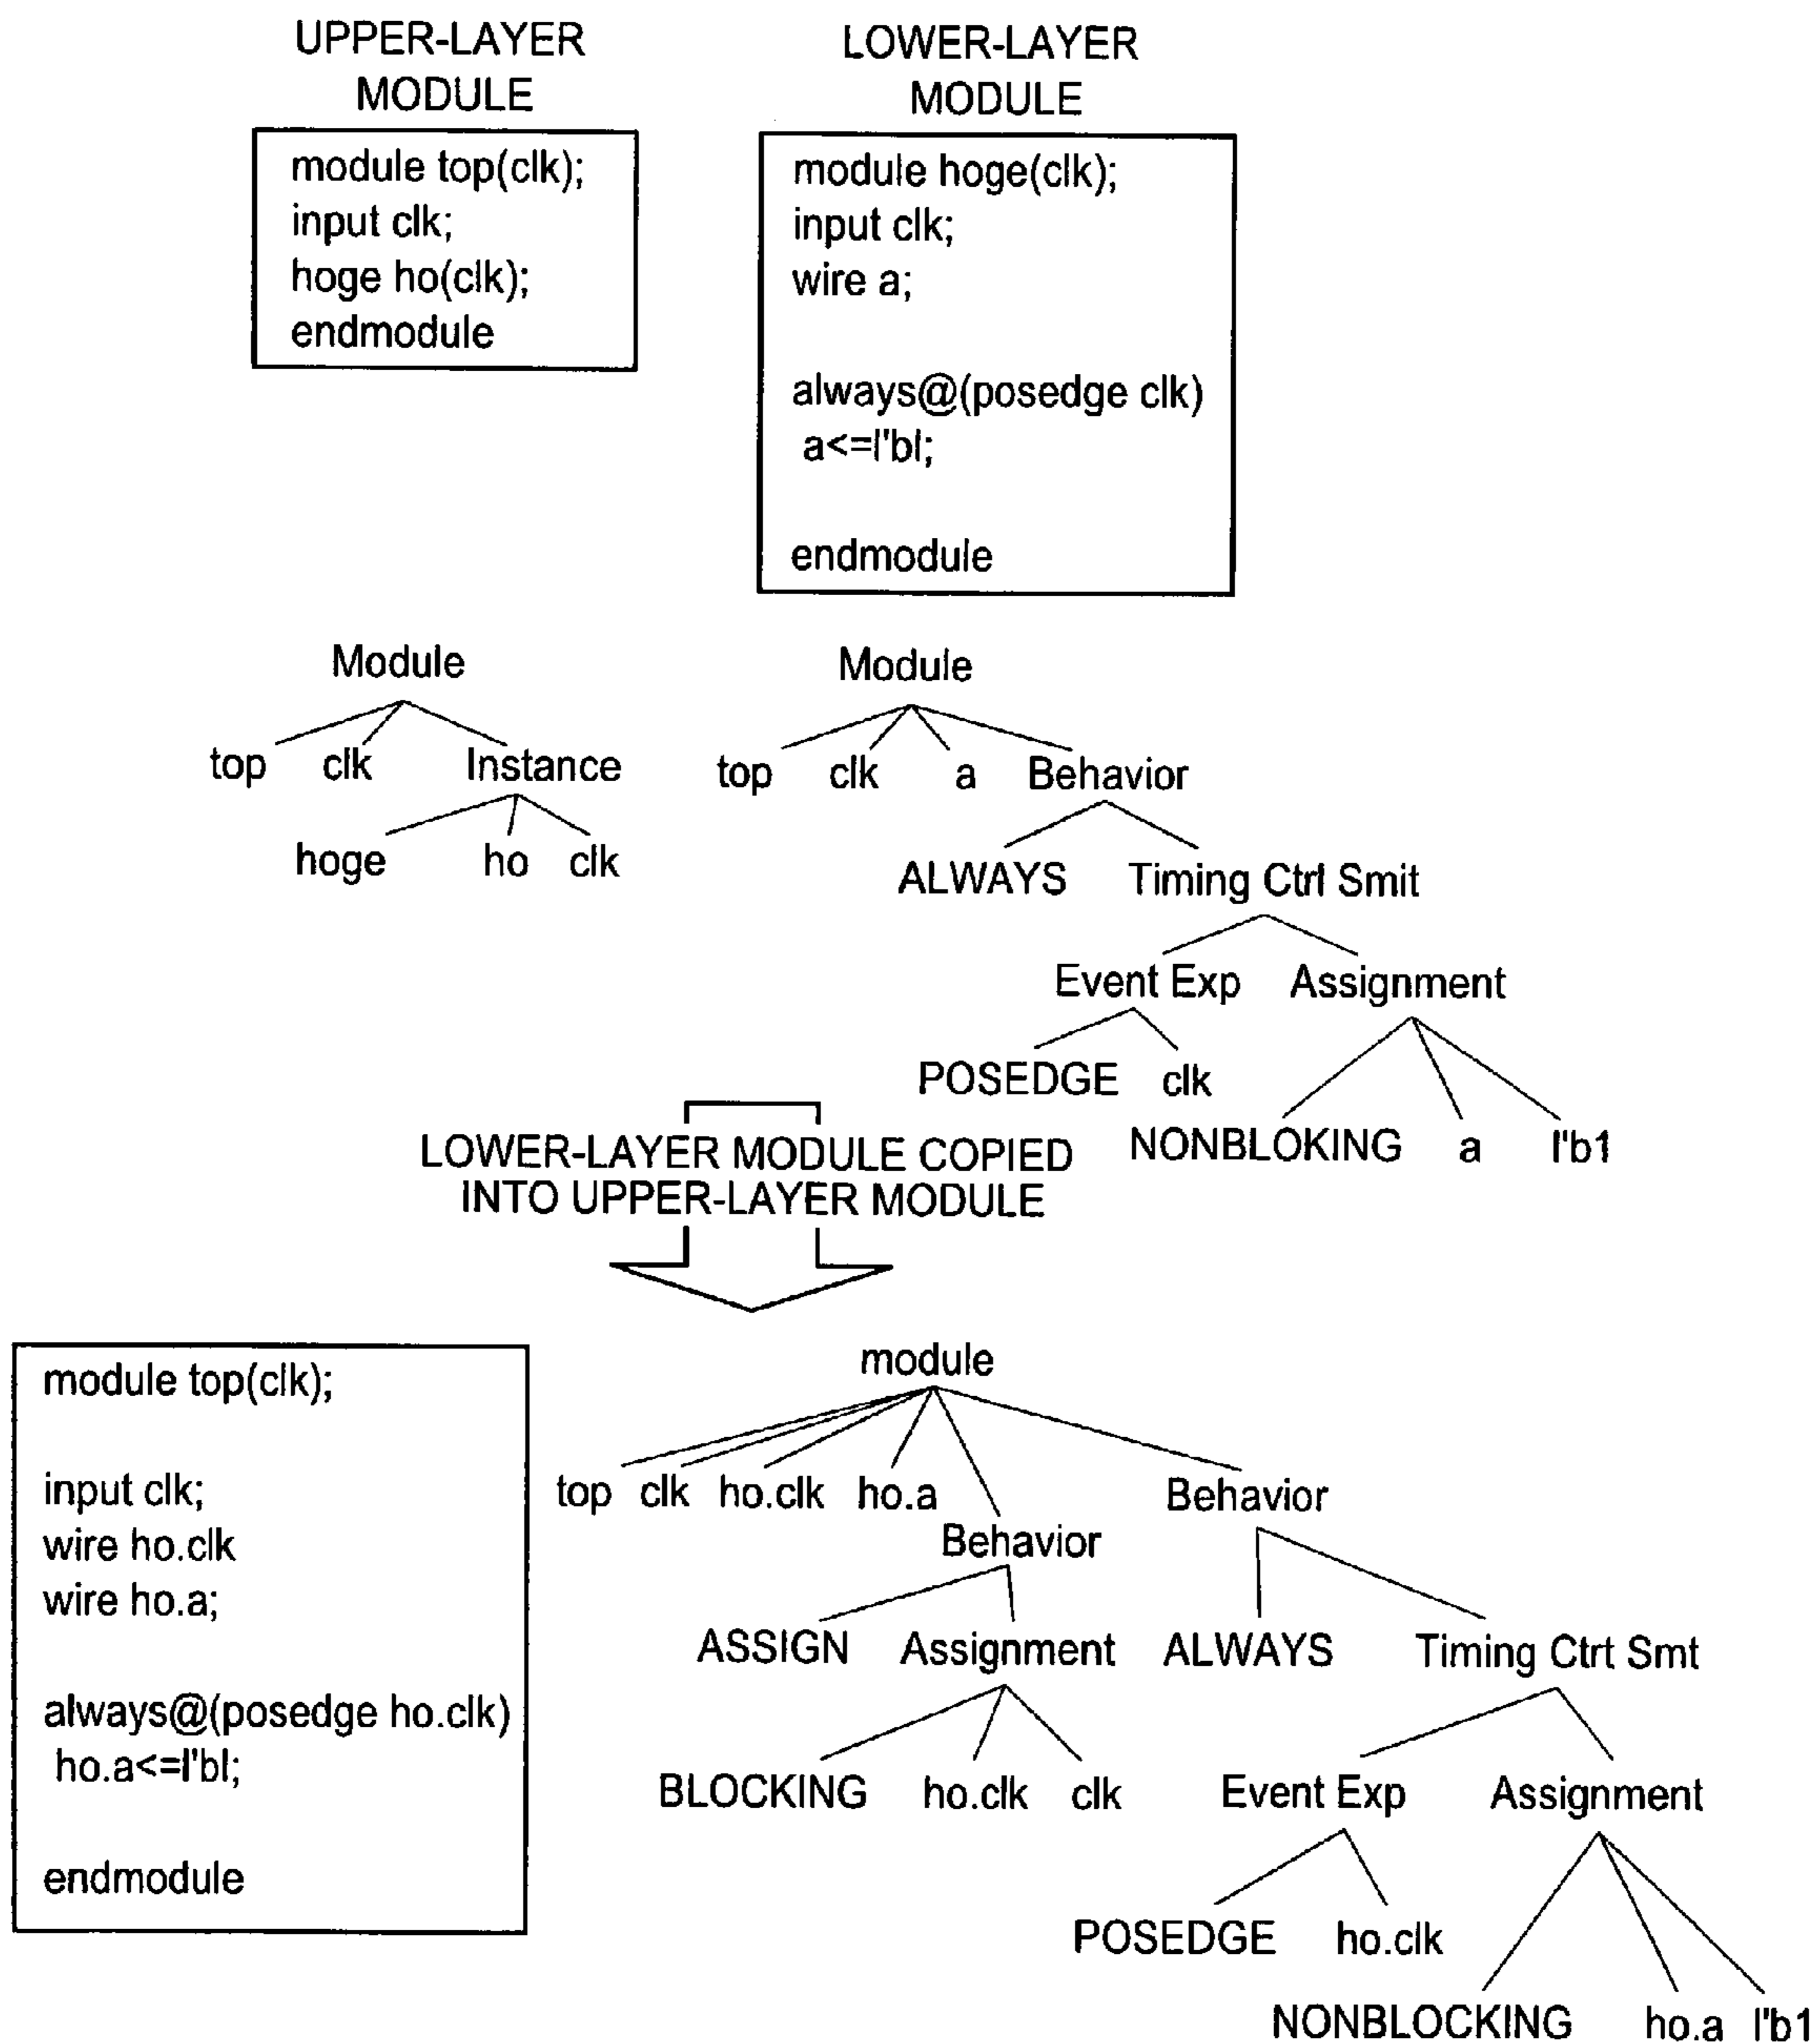 UPPER-LAYER
MODULE
module top(clk);
input clk;
hoge ho(clk);
endmodule
LOWER-LAYER
MODULE
module hoge(clk);
input clk;
wire a;
always@(posedge clk)
a<=l'bl;
endmodule
Module
top clk Instance
hoge ho clk
Module
top clk a Behavior
ALWAYS Timing Ctrl Smit
Event Exp Assignment
POSEDGE clk
NONBLOKING a l'b1
LOWER-LAYER MODULE COPIED
INTO UPPER-LAYER MODULE
module top(clk);
input clk;
wire ho.clk
wire ho.a;
always@(posedge ho.clk)
ho.a<=l'bl;
endmodule
module
top clk ho.clk ho.a Behavior
Behavior
ASSIGN Assignment ALWAYS Timing Ctrt Smt
BLOCKING ho.clk clk Event Exp Assignment
POSEDGE ho.clk
NONBLOCKING ho.a l'b1